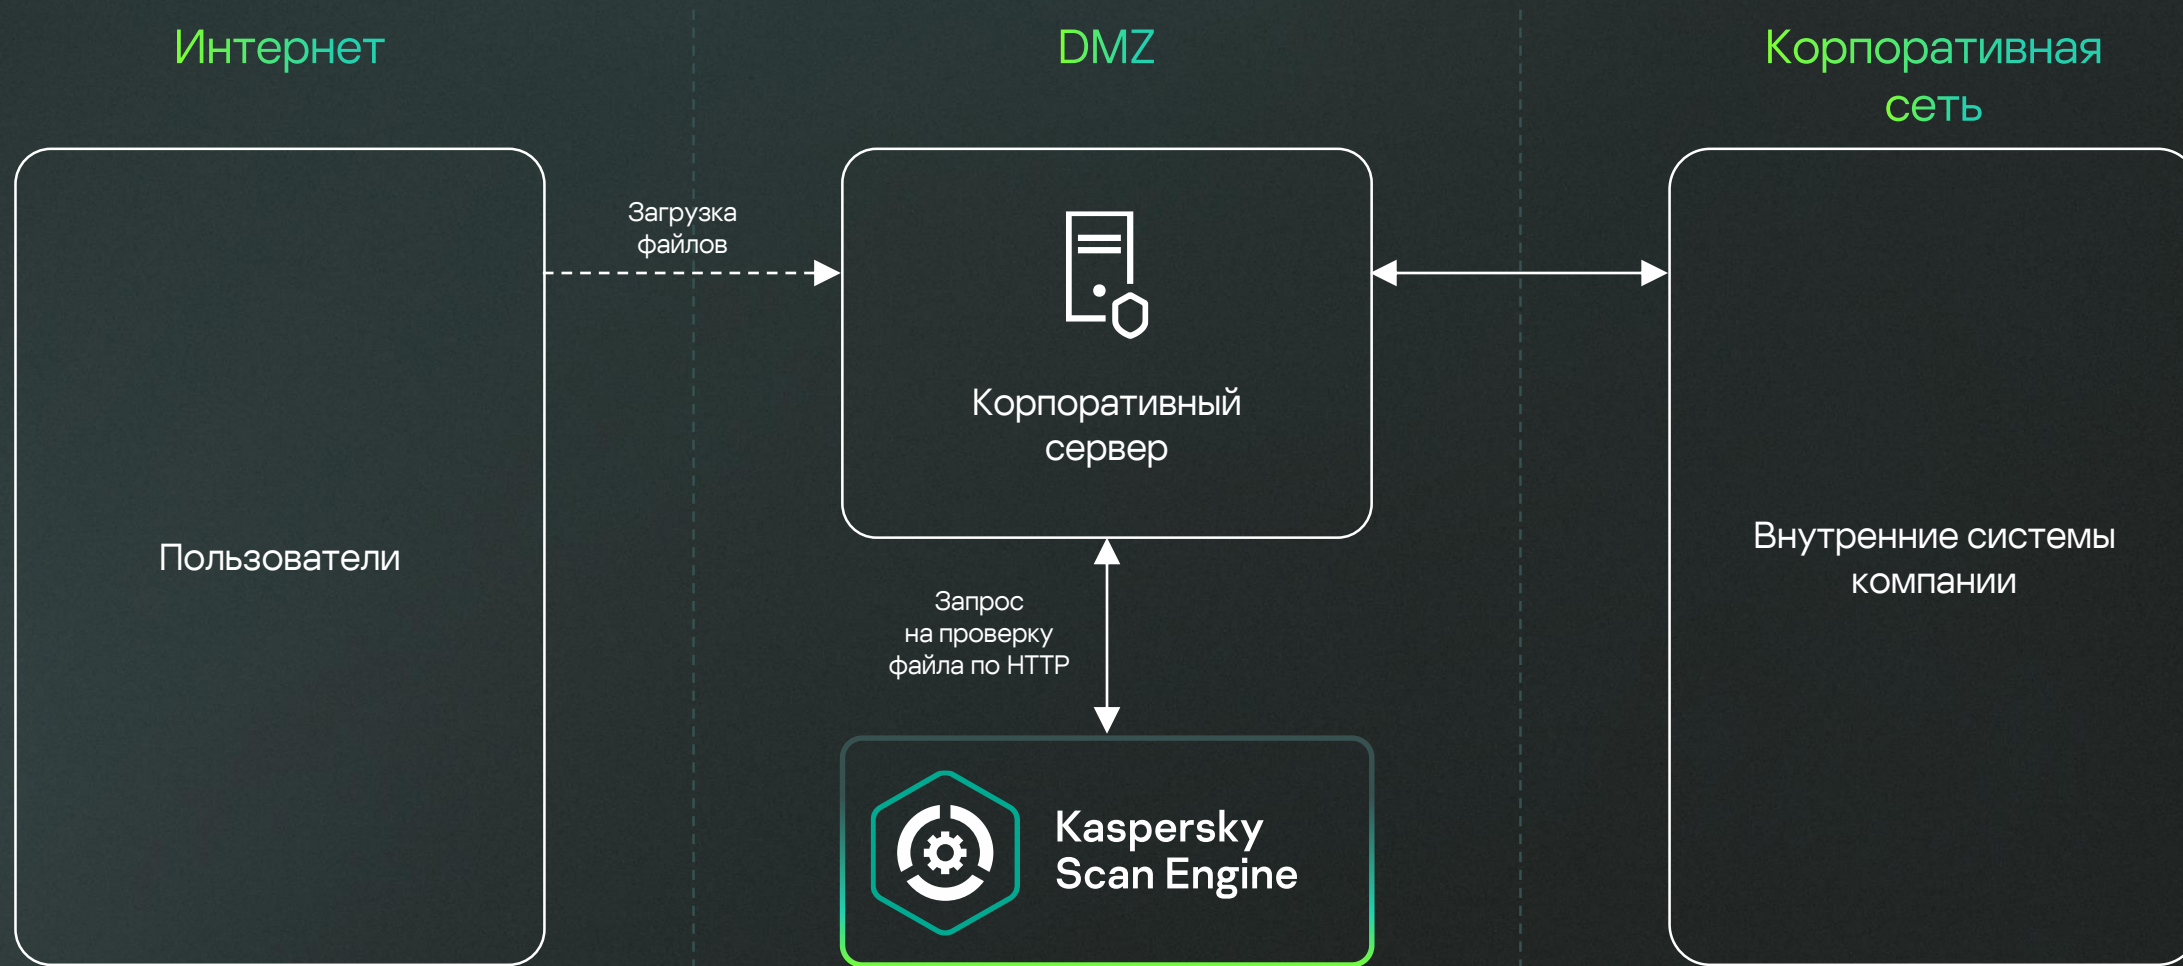 Интернет
DMZ
Корпоративная
сеть
Загрузка
файлов
Корпоративный
сервер
Пользователи
Внутренние системы
компании
Запрос
на проверку
файла по HTTP
Kaspersky
Scan Engine